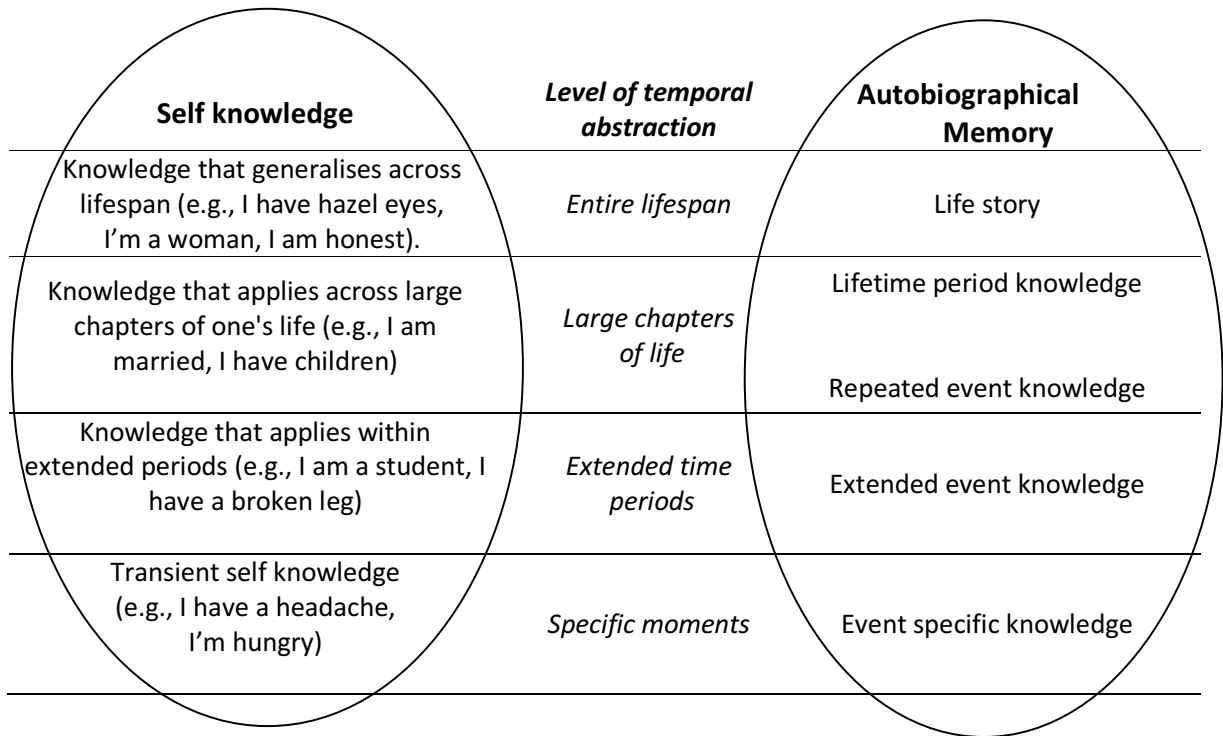 Self knowledge
Level of temporal
abstraction
Autobiographical
Memory
Knowledge that generalises across
lifespan (e.g., I have hazel eyes,
I'm a woman, I am honest).
Entire lifespan
Life story
Knowledge that applies across large
chapters of one's life (e.g., I am
married, I have children)
Large chapters
of life
Lifetime period knowledge
Repeated event knowledge
Knowledge that applies within
extended periods (e.g., I am a student, I
have a broken leg)
Extended time
periods
Extended event knowledge
Transient self knowledge
(e.g., I have a headache,
I'm hungry)
Specific moments
Event specific knowledge